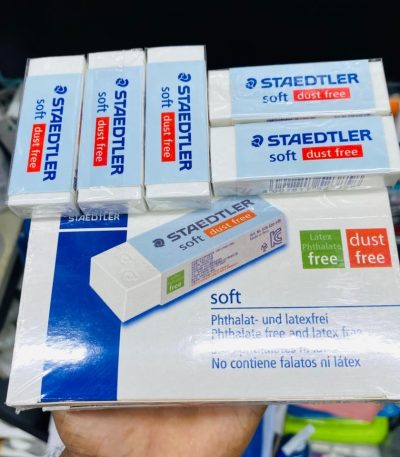 STAEDTLER
soft dust free
STAEDTLER
soft dust free
STAEDTLER
soft dust free
STAEDTLER
soft dust free
STAEDTLER
soft dust free
STAEDTLER
STAEDTLER
soft dust free
Latex
Phthalate
free
free
dust
free
soft
Phthalat- und latexfrei
Phthalate free and latex free
No contiene falatos ni látex